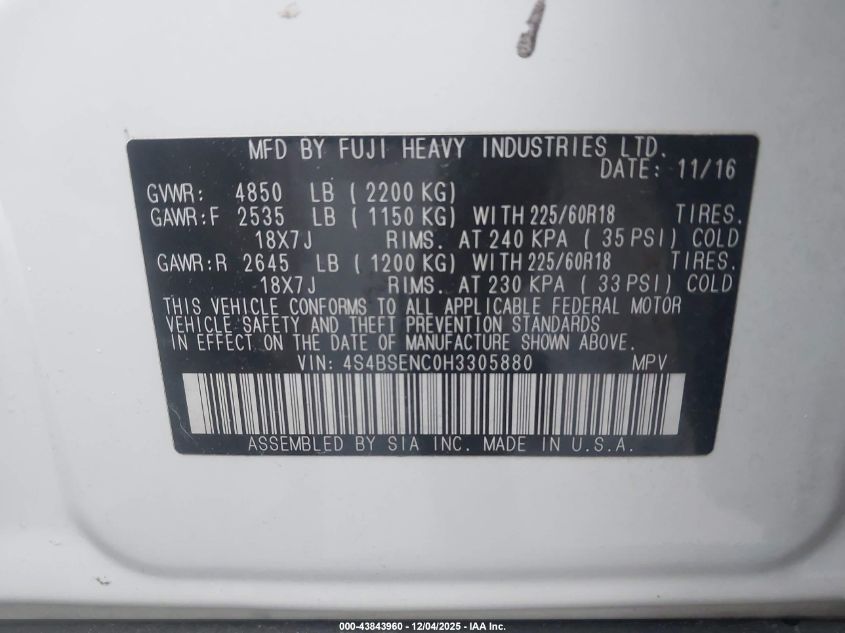 MFD BY FUJI HEAVY INDUSTRIES LTD.
DATE: 11/16
GVWR: 4850 LB ( 2200 KG)
GAWR:F 2535 LB ( 1150 KG) WITH 225/60R18 TIRES.
18X7J RIMS. AT 240 KPA ( 35 PSI) COLD
GAWR:R 2645 LB ( 1200 KG) WITH 225/60R18 TIRES.
18X7J RIMS. AT 230 KPA ( 33 PSI) COLD
THIS VEHICLE CONFORMS TO ALL APPLICABLE FEDERAL MOTOR
VEHICLE SAFETY AND THEFT PREVENTION STANDARDS
IN EFFECT ON THE DATE OF MANUFACTURE SHOWN ABOVE.
VIN: 4S4BSENC0H3305880 MPV
ASSEMBLED BY SIA INC. MADE IN U.S.A.
000-43843960 - 12/04/2025 - IAA Inc.